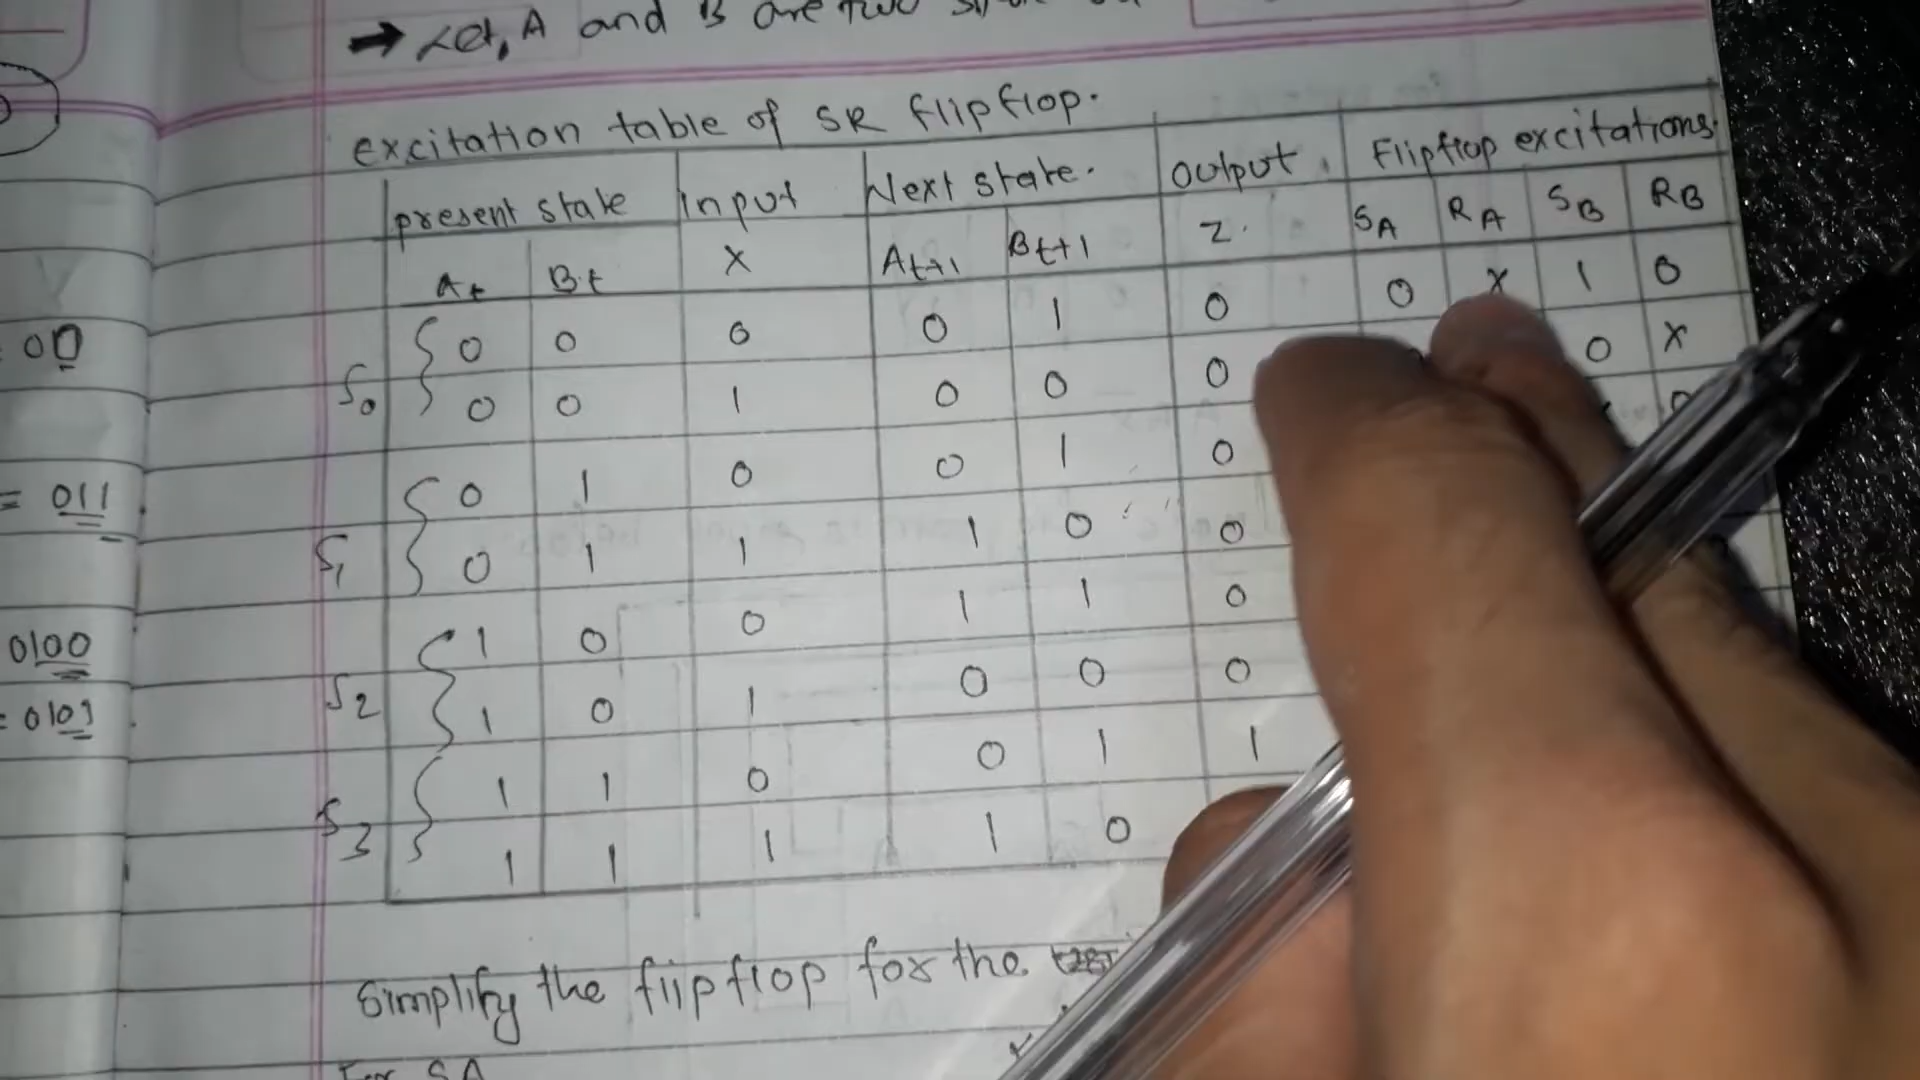 → Let, A and B are two
excitation table of SR flipflop.
present state input Next state. output Flipflop excitations.
At Bt X At+1 Bt+1 Z. SA RA SB RB
S0 0 0 0 0 1 0 0 X 1 0
00 0 0 1 0 0 0 0 X
S1 0 1 0 0 1 0
= 011 0 1 1 1 0 0
S2 1 0 0 1 1 0
0100 1 0 1 0 0 0
= 0101
S3 1 1 0 0 1 1
1 1 1 1 0
Simplify the flipflop for the
For SA